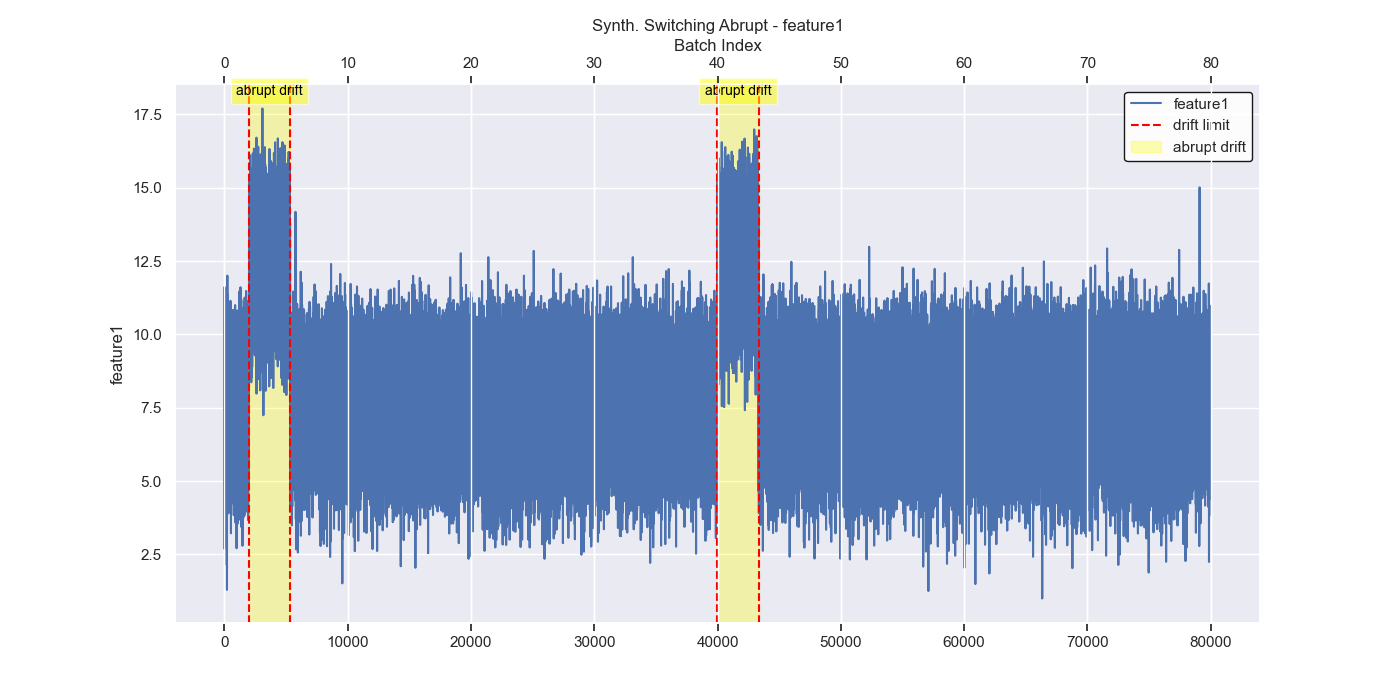 Synth. Switching Abrupt - feature1
Batch Index
0 10 20 30 40 50 60 70 80
abrupt drift abrupt drift
feature1
drift limit
abrupt drift
17.5
15.0
12.5
10.0
7.5
5.0
2.5
feature1
0 10000 20000 30000 40000 50000 60000 70000 80000